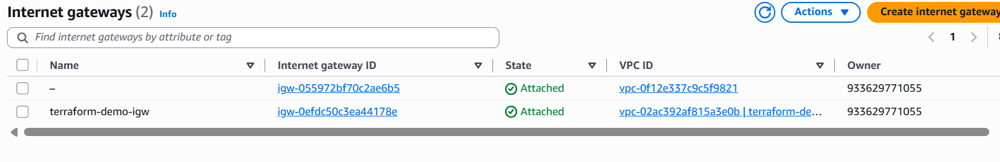 Internet gateways (2) Info
Actions
Create internet gateway
Find internet gateways by attribute or tag
1
Name Internet gateway ID State VPC ID Owner
– igw-055972bf70c2ae6b5 Attached vpc-0f12e337c9c5f9821 933629771055
terraform-demo-igw igw-0efdc50c3ea44178e Attached vpc-02ac392af815a3e0b | terraform-de... 933629771055